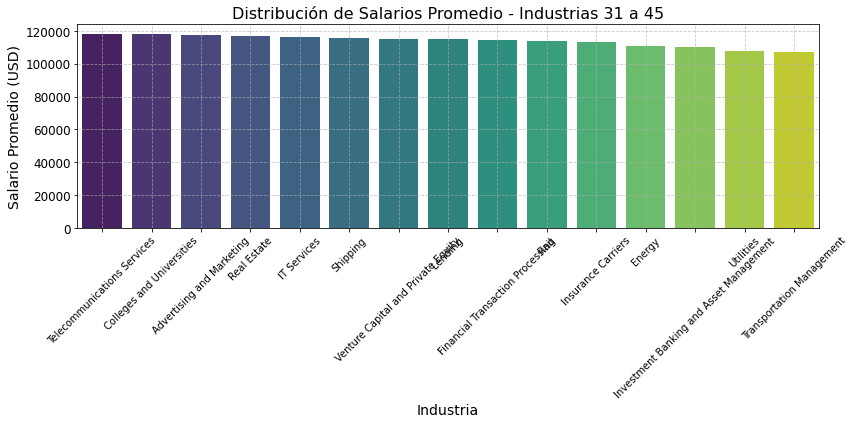 Distribución de Salarios Promedio - Industrias 31 a 45
Salario Promedio (USD)
120000
100000
80000
60000
40000
20000
0
Telecommunications Services
Colleges and Universities
Advertising and Marketing
Real Estate
IT Services
Shipping
Venture Capital and Private Equity
Lending
Financial Transaction Processing
Rail
Insurance Carriers
Energy
Investment Banking and Asset Management
Utilities
Transportation Management
Industria